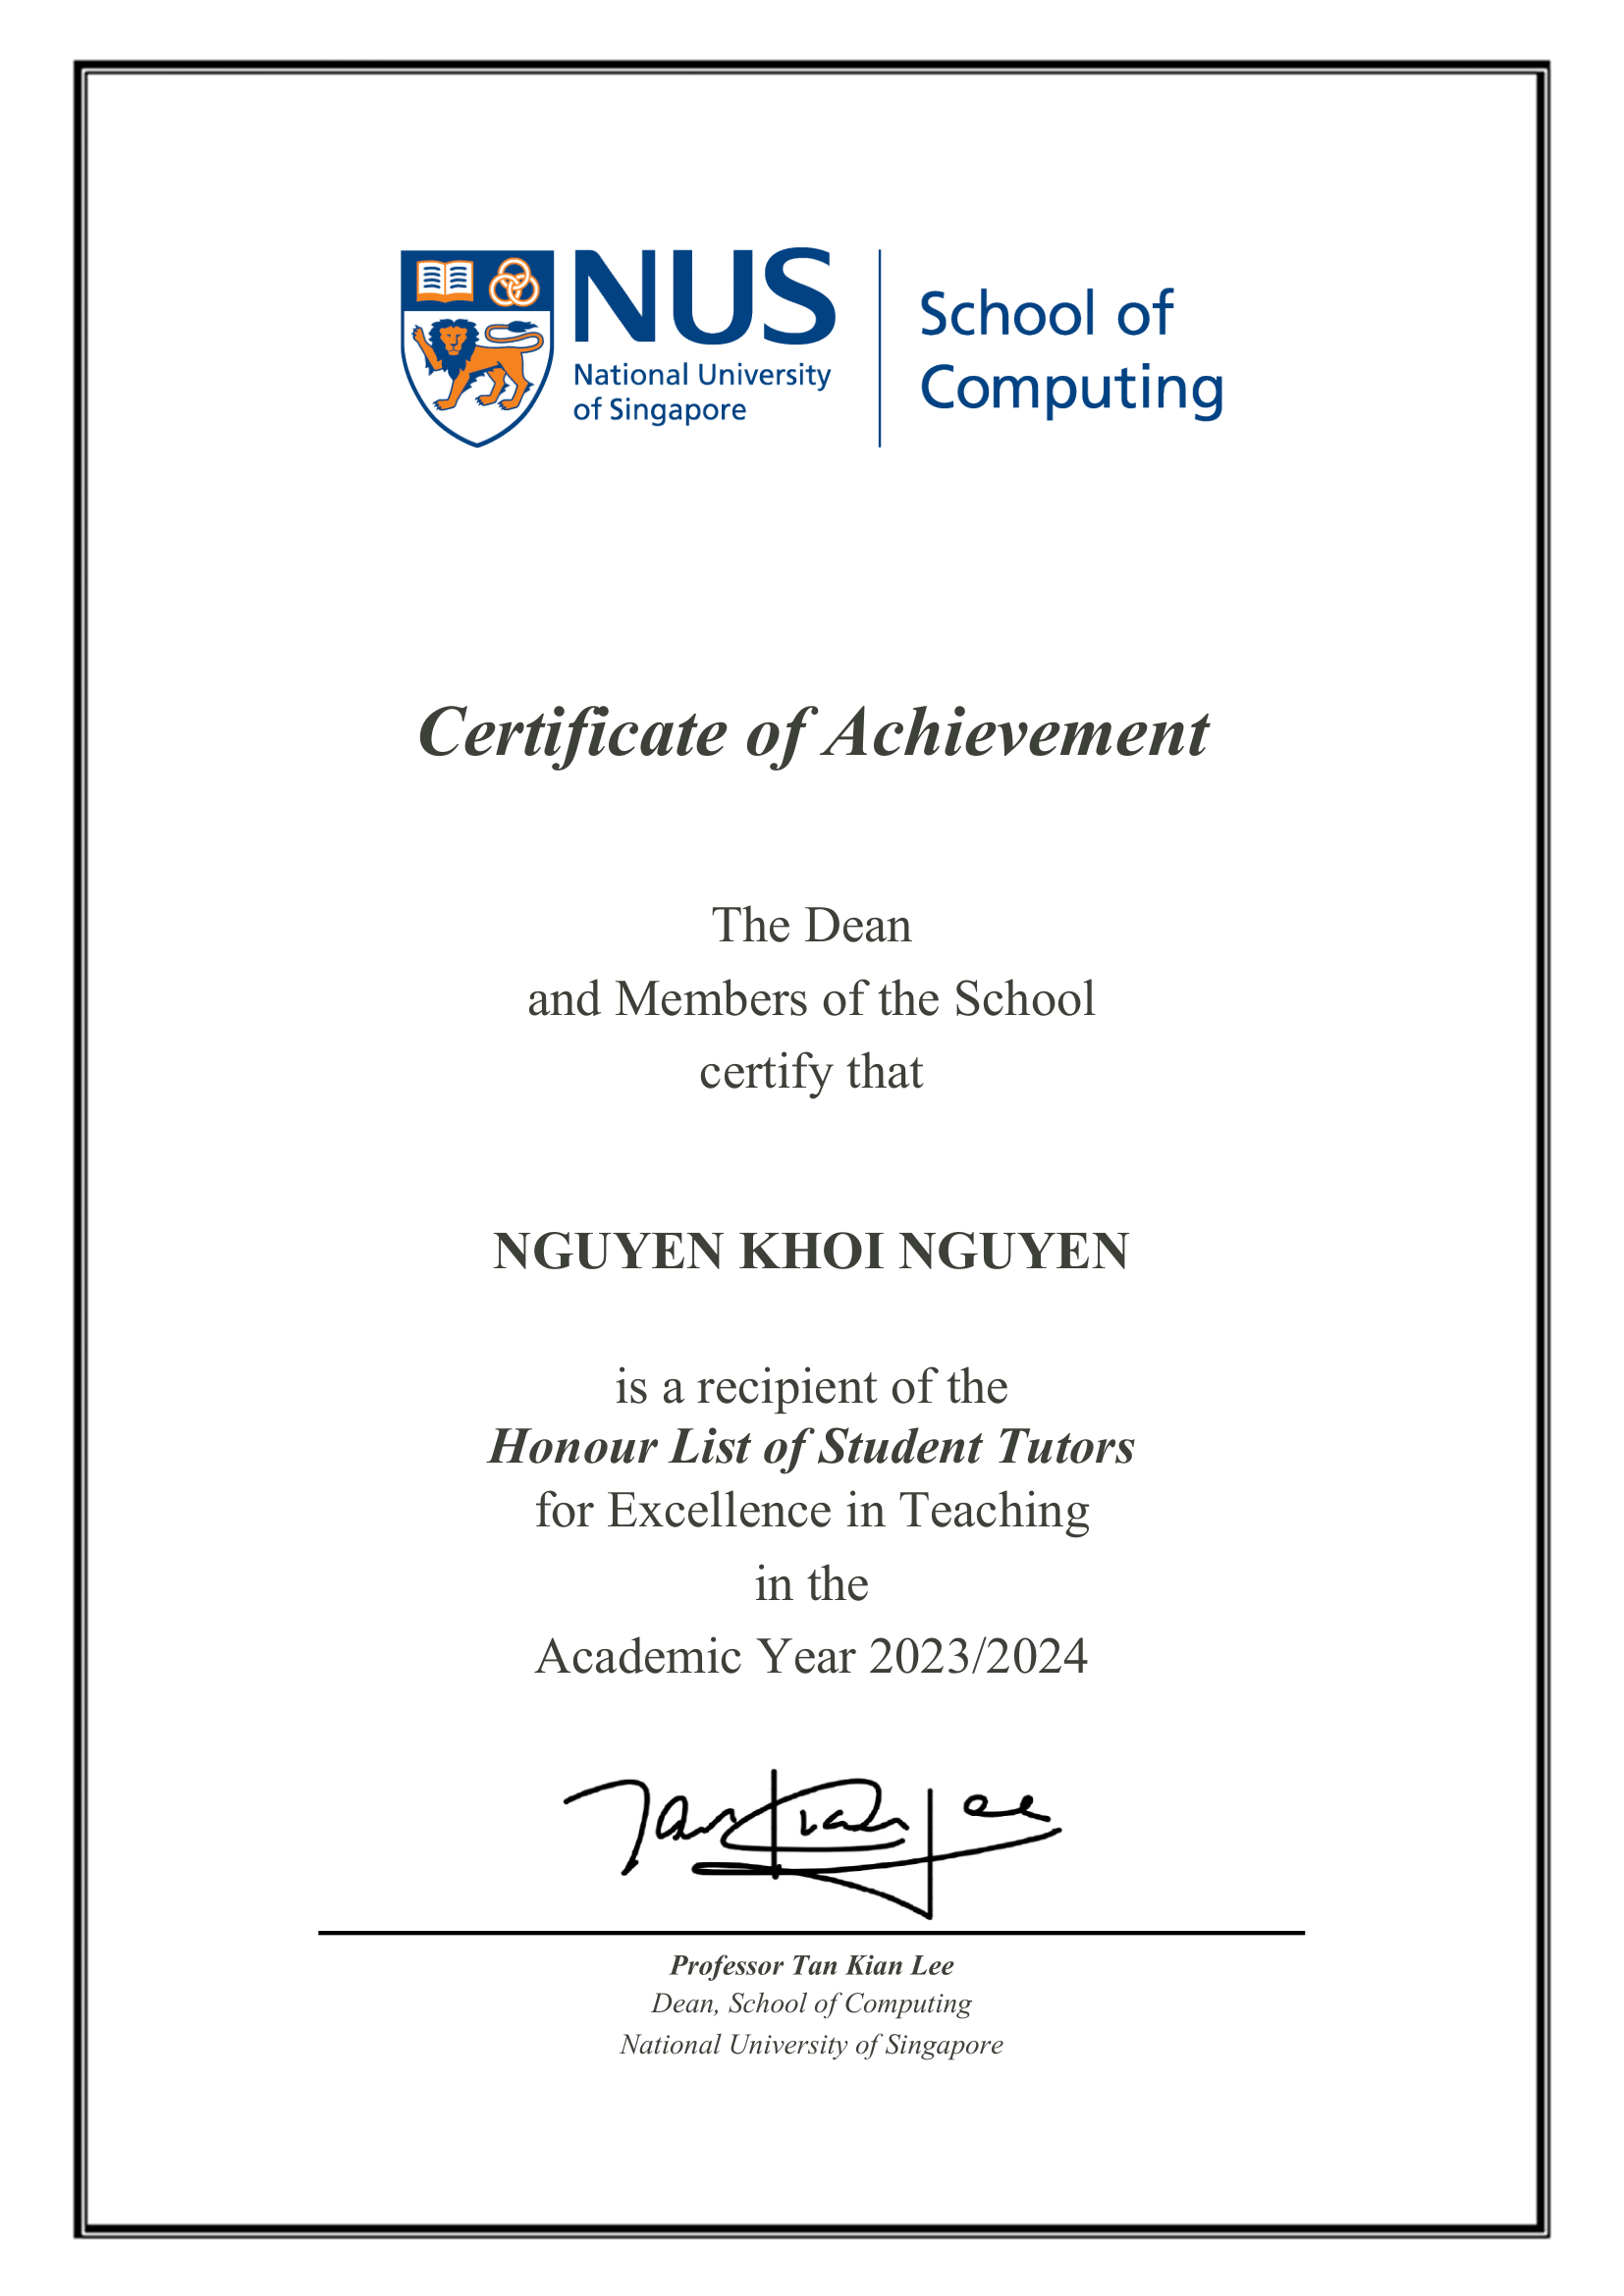 NUS
National University
of Singapore
School of
Computing
Certificate of Achievement
The Dean
and Members of the School
certify that
NGUYEN KHOI NGUYEN
is a recipient of the
Honour List of Student Tutors
for Excellence in Teaching
in the
Academic Year 2023/2024
Tan Kian Lee
Professor Tan Kian Lee
Dean, School of Computing
National University of Singapore